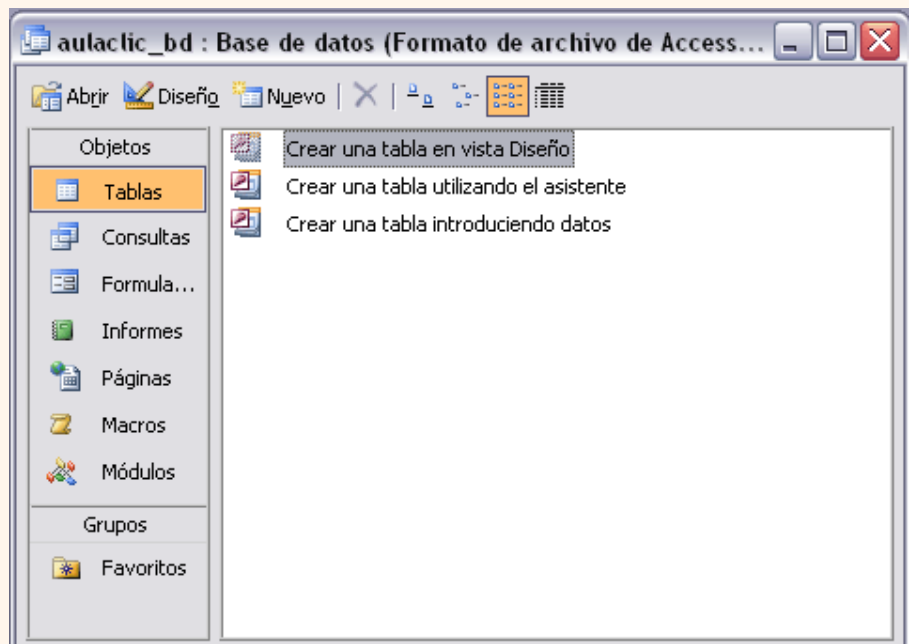 aulaclic_bd : Base de datos (Formato de archivo de Access...
Abrir Diseño Nuevo
Objetos
Tablas
Consultas
Formula...
Informes
Páginas
Macros
Módulos
Grupos
Favoritos
Crear una tabla en vista Diseño
Crear una tabla utilizando el asistente
Crear una tabla introduciendo datos